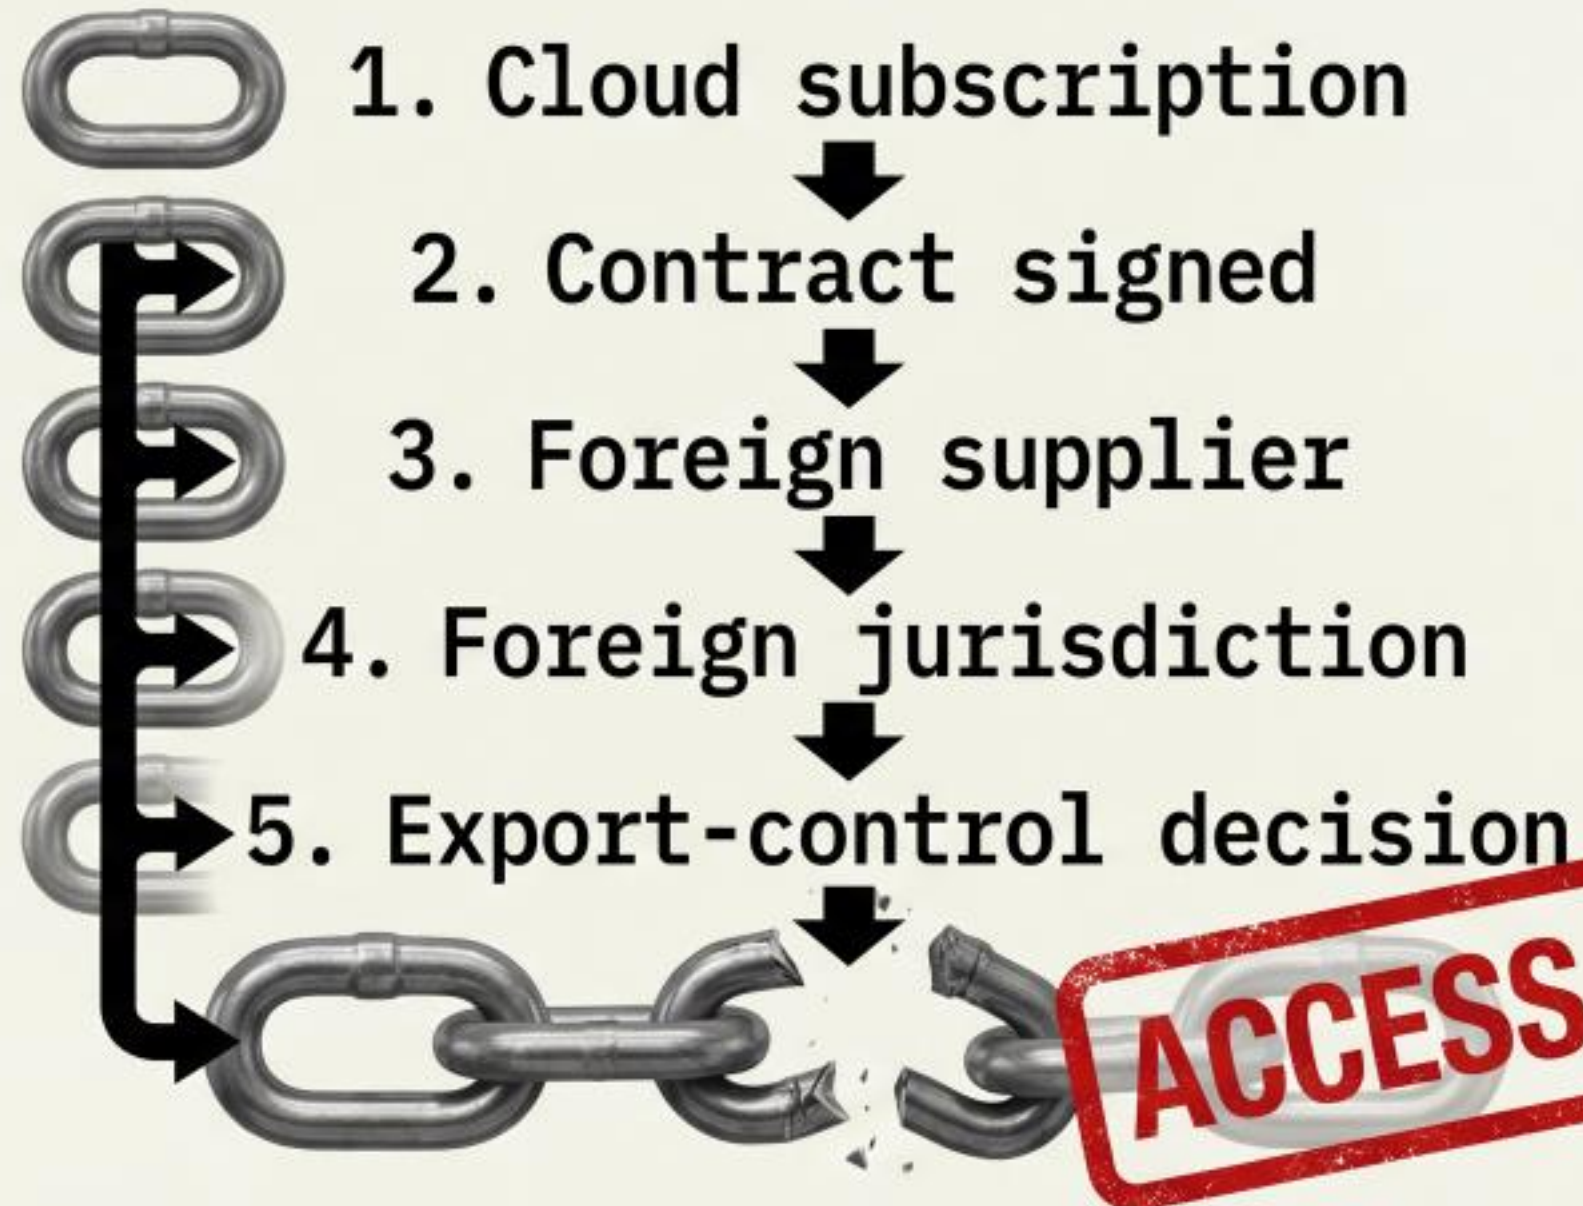 1. Cloud subscription
2. Contract signed
3. Foreign supplier
4. Foreign jurisdiction
5. Export-control decision
ACCESS